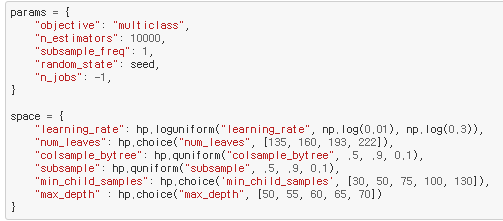 params = {
    "objective": "multiclass",
    "n_estimators": 10000,
    "subsample_freq": 1,
    "random_state": seed,
    "n_jobs": -1,
}
space = {
    "learning_rate": hp.loguniform("learning_rate", np.log(0.01), np.log(0.3)),
    "num_leaves": hp.choice("num_leaves", [135, 160, 193, 222]),
    "colsample_bytree": hp.quniform("colsample_bytree", .5, .9, 0.1),
    "subsample": hp.quniform("subsample", .5, .9, 0.1),
    "min_child_samples": hp.choice('min_child_samples', [30, 50, 75, 100, 130]),
    "max_depth" : hp.choice("max_depth", [50, 55, 60, 65, 70])
}